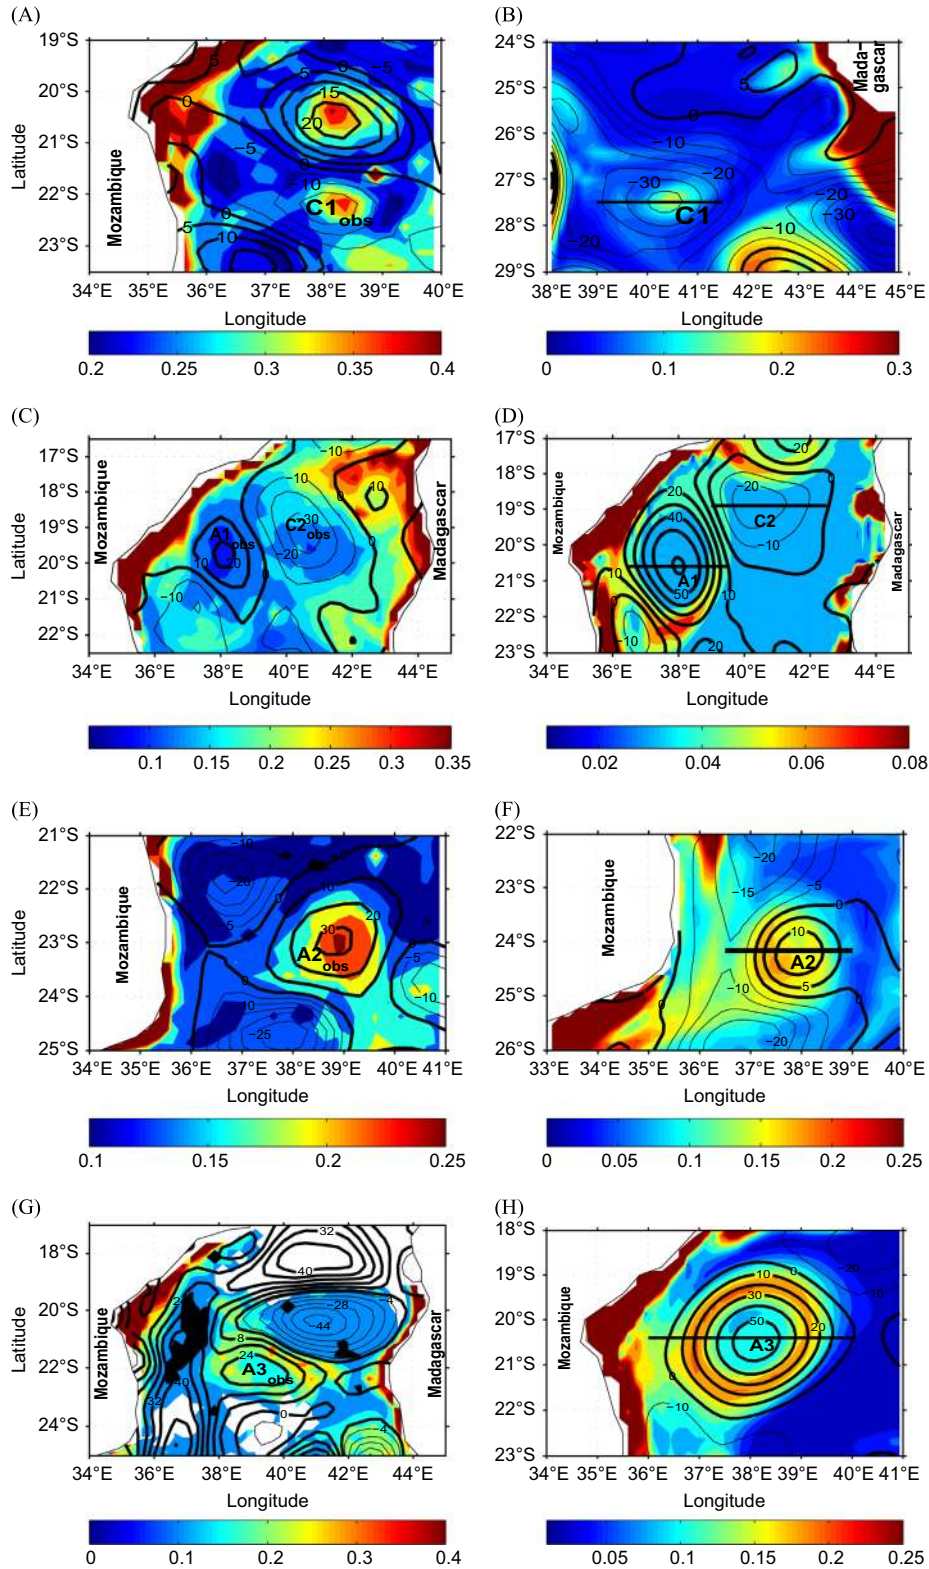 (A)
19°S
20°S
21°S
22°S
23°S
Latitude
Mozambique
5
0
-5
5
0
-5
15
20
0
-10
C1obs
0
5
10
34°E 35°E 36°E 37°E 38°E 39°E 40°E
Longitude
0.2 0.25 0.3 0.35 0.4
(B)
24°S
25°S
26°S
27°S
28°S
29°S
Mada-
gascar
5
0
-10
-20
-30
C1
-20
-30
-20
-10
38°E 39°E 40°E 41°E 42°E 43°E 44°E 45°E
Longitude
0 0.1 0.2 0.3
(C)
17°S
18°S
19°S
20°S
21°S
22°S
Latitude
Mozambique
Madagascar
-10
-10
0
10
A1obs
C2obs
-30
10 20
-20
0
0
-10
34°E 36°E 38°E 40°E 42°E 44°E
Longitude
0.1 0.15 0.2 0.25 0.3 0.35
(D)
17°S
18°S
19°S
20°S
21°S
22°S
23°S
Mozambique
Madagascar
20
0
-20
20
40
C2
-10
10
A1
50
10
-10
20
34°E 36°E 38°E 40°E 42°E 44°E
Longitude
0.02 0.04 0.06 0.08
(E)
21°S
22°S
23°S
24°S
25°S
Latitude
Mozambique
-10
0
-20
10
0
20
5
30
A2obs
-5
0
-10
10
-25
34°E 35°E 36°E 37°E 38°E 39°E 40°E 41°E
Longitude
0.1 0.15 0.2 0.25
(F)
22°S
23°S
24°S
25°S
26°S
Mozambique
-20
-15
-5
0
10
A2
-10
5
0
0
-20
33°E 34°E 35°E 36°E 37°E 38°E 39°E 40°E
Longitude
0 0.05 0.1 0.15 0.2 0.25
(G)
18°S
20°S
22°S
24°S
Latitude
Mozambique
Madagascar
32
40
-4
-28
-44
8
24
A3obs
40
32
0
-4
34°E 36°E 38°E 40°E 42°E 44°E
Longitude
0 0.1 0.2 0.3 0.4
(H)
18°S
19°S
20°S
21°S
22°S
23°S
Mozambique
10
0
-20
-10
30
50
20
A3
0
-10
34°E 35°E 36°E 37°E 38°E 39°E 40°E 41°E
Longitude
0.05 0.1 0.15 0.2 0.25